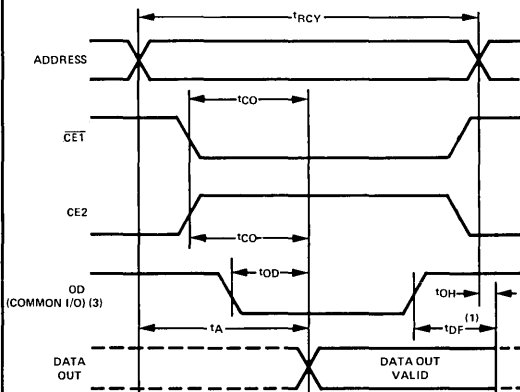 tRCY
ADDRESS
tCO
CE1
CE2
tCO
tOD
OD
(COMMON I/O) (3)
tOH
(1)
tDF
tA
DATA
OUT
DATA OUT
VALID